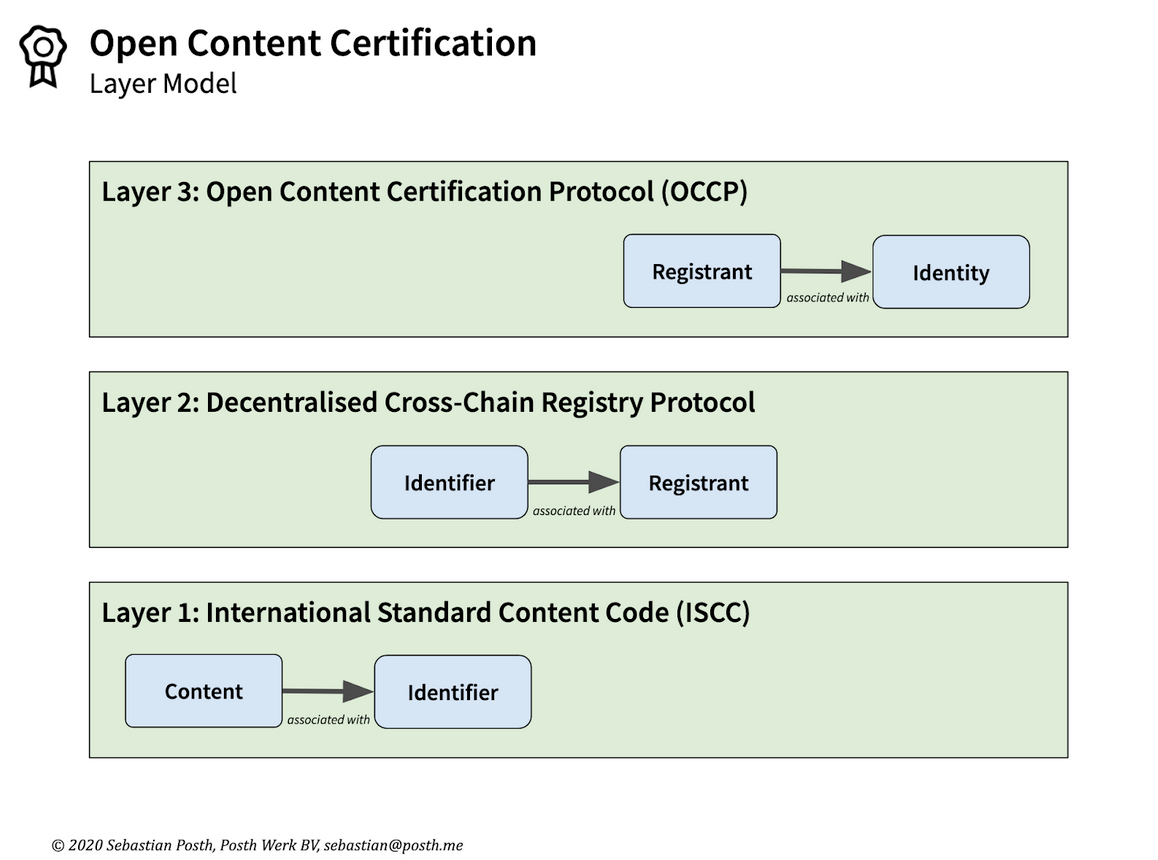 Open Content Certification
Layer Model
Layer 3: Open Content Certification Protocol (OCCP)
Registrant
associated with
Identity
Layer 2: Decentralised Cross-Chain Registry Protocol
Identifier
associated with
Registrant
Layer 1: International Standard Content Code (ISCC)
Content
associated with
Identifier
© 2020 Sebastian Posth, Posth Werk BV, sebastian@posth.me